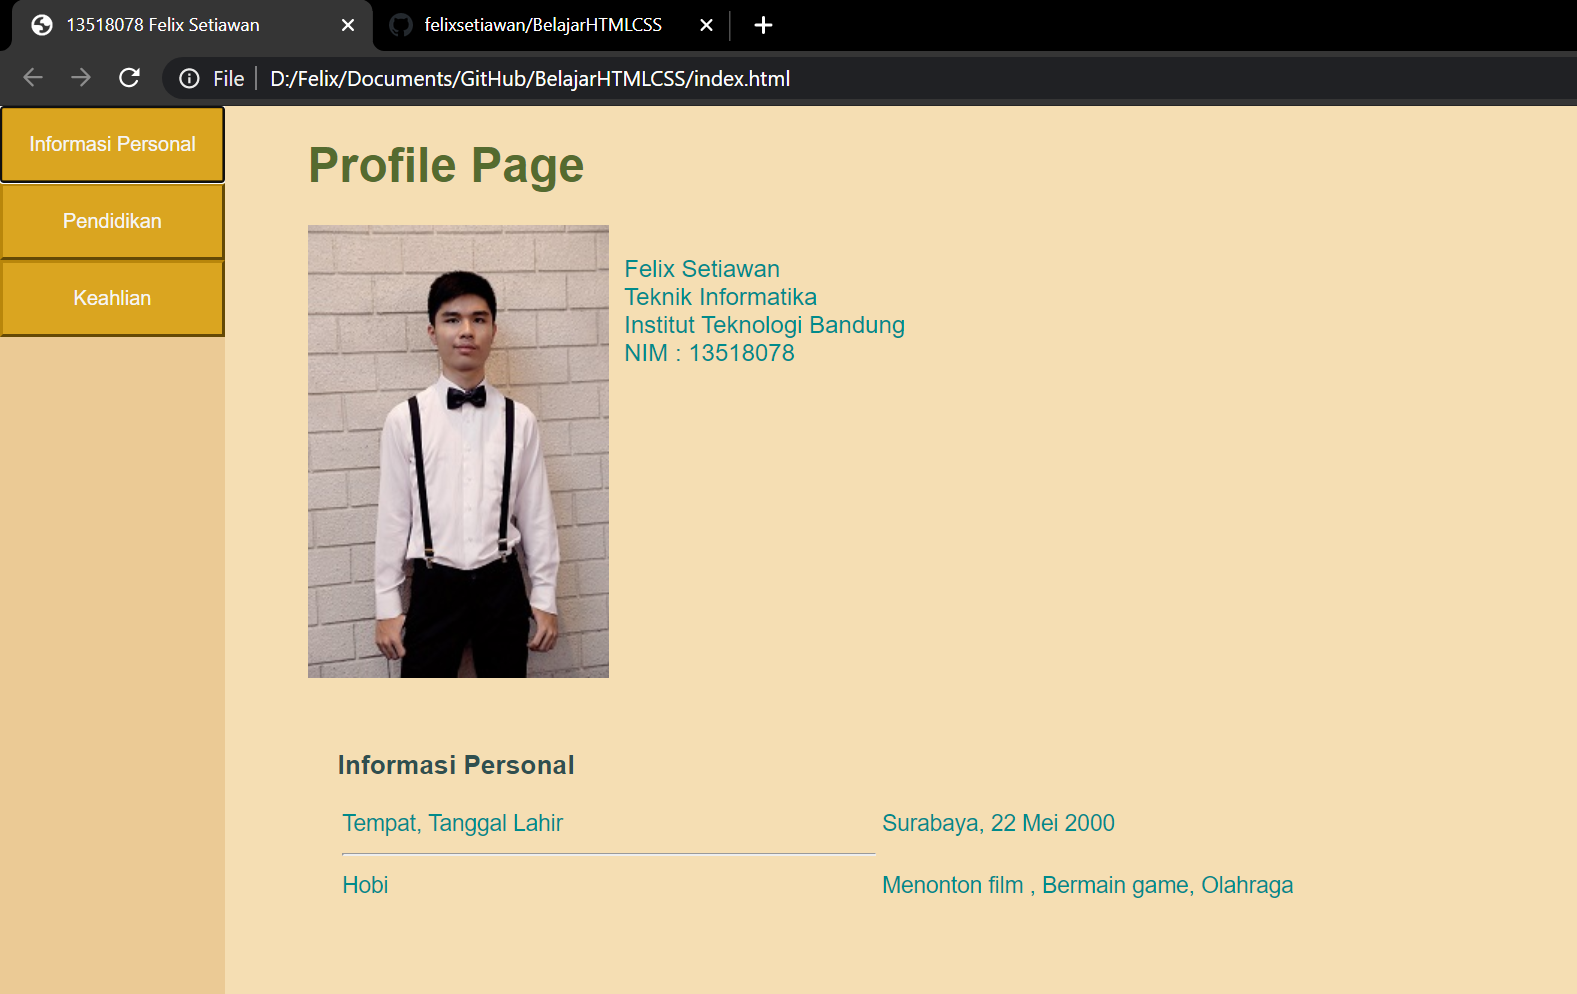 13518078 Felix Setiawan
felixsetiawan/BelajarHTMLCSS
File
D:/Felix/Documents/GitHub/BelajarHTMLCSS/index.html
Informasi Personal
Pendidikan
Keahlian
Profile Page
Felix Setiawan
Teknik Informatika
Institut Teknologi Bandung
NIM : 13518078
Informasi Personal
Tempat, Tanggal Lahir Surabaya, 22 Mei 2000
Hobi Menonton film , Bermain game, Olahraga